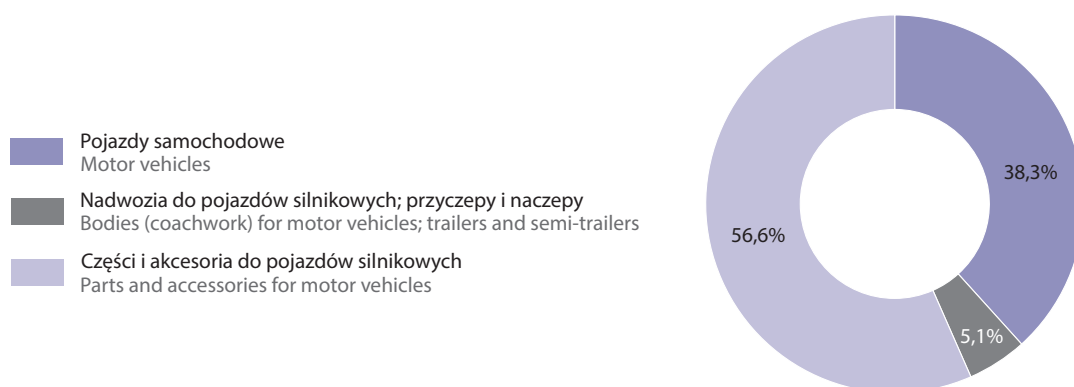 Pojazdy samochodowe
Motor vehicles
Nadwozia do pojazdów silnikowych; przyczepy i naczepy
Bodies (coachwork) for motor vehicles; trailers and semi-trailers
Części i akcesoria do pojazdów silnikowych
Parts and accessories for motor vehicles
38,3%
56,6%
5,1%